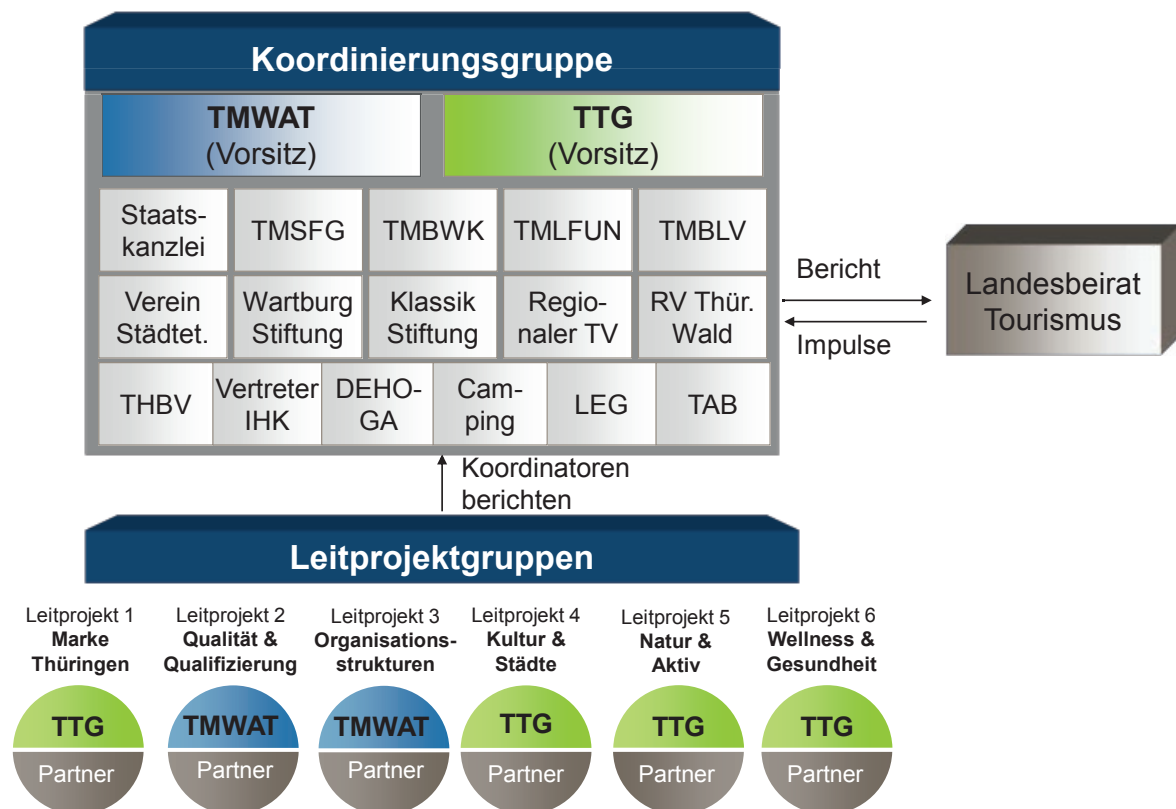 Koordinierungsgruppe
TMWAT
(Vorsitz)
TTG
(Vorsitz)
Staats-
kanzlei
TMSFG
TMBWK
TMLFUN
TMBLV
Verein
Städtet.
Wartburg
Stiftung
Klassik
Stiftung
Regio-
naler TV
RV Thür.
Wald
THBV
Vertreter
IHK
DEHO-
GA
Cam-
ping
LEG
TAB
Bericht
Impulse
Landesbeirat
Tourismus
Koordinatoren
berichten
Leitprojektgruppen
Leitprojekt 1
Marke
Thüringen
TTG
Partner
Leitprojekt 2
Qualität &
Qualifizierung
TMWAT
Partner
Leitprojekt 3
Organisations-
strukturen
TMWAT
Partner
Leitprojekt 4
Kultur &
Städte
TTG
Partner
Leitprojekt 5
Natur &
Aktiv
TTG
Partner
Leitprojekt 6
Wellness &
Gesundheit
TTG
Partner